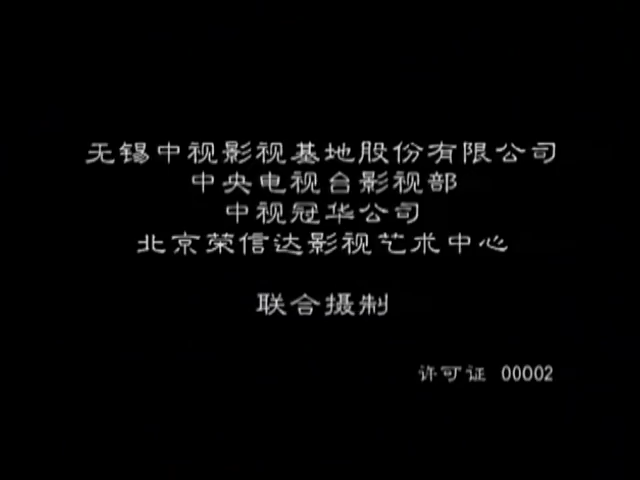 无锡中视影视基地股份有限公司
中央电视台影视部
中视冠华公司
北京荣信达影视艺术中心
联合摄制
许可证 00002